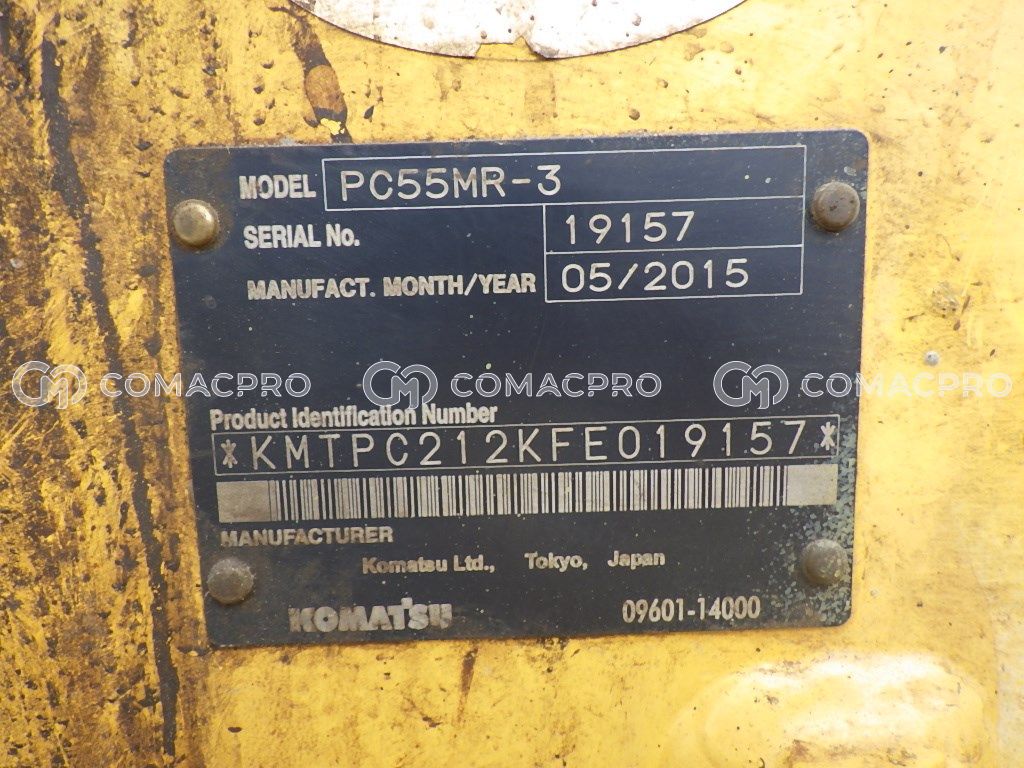 MODEL PC55MR-3
SERIAL No. 19157
MANUFACT. MONTH/YEAR 05/2015
COMACPRO COMACPRO COMACPRO
Product Identification Number
*KMTPC212KFE019157*
MANUFACTURER
Komatsu Ltd., Tokyo, Japan
KOMATSU 09601-14000